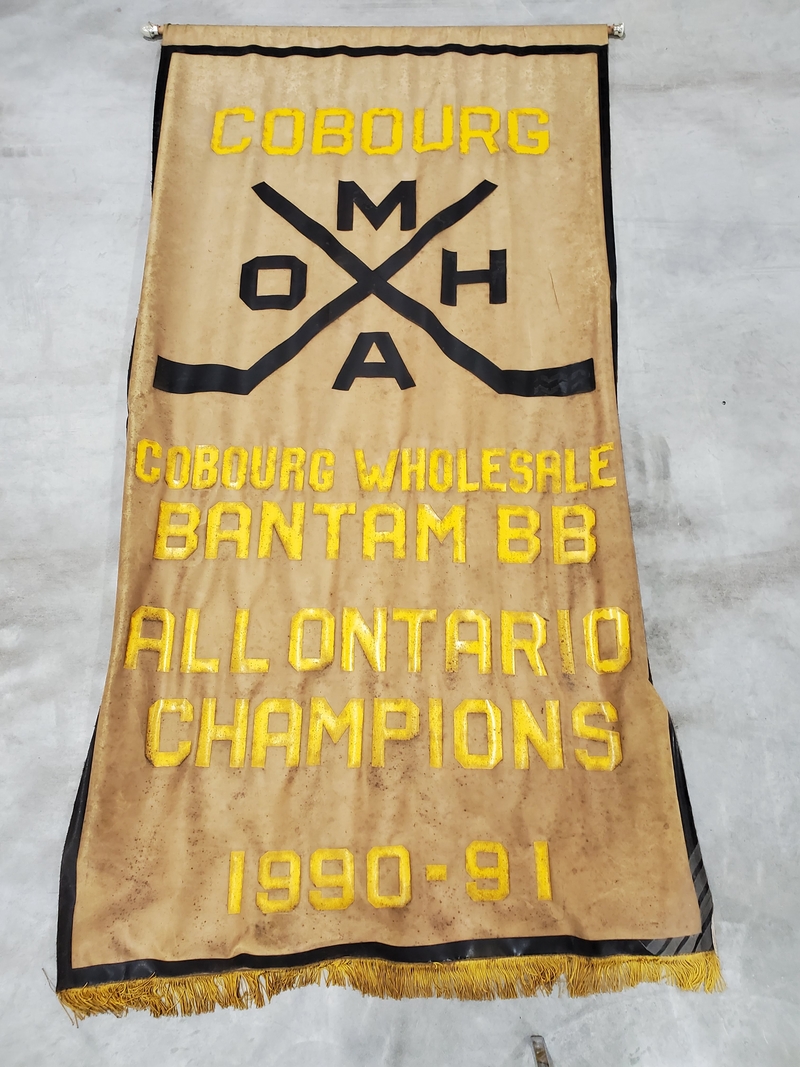 COBOURG
M
O H
A
COBOURG WHOLESALE
BANTAM BB
ALL ONTARIO
CHAMPIONS
1990-91